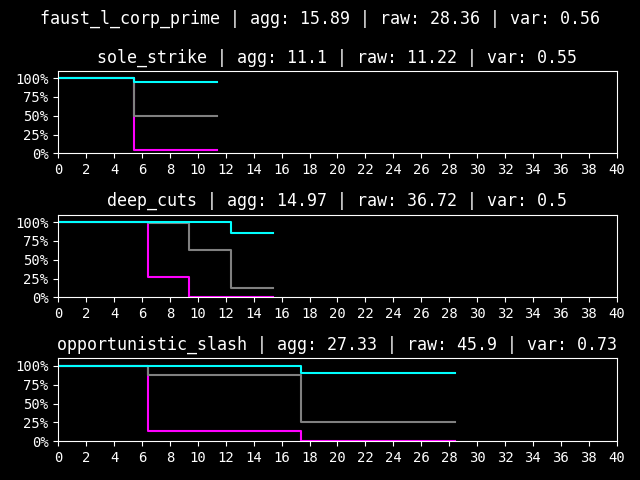 faust_l_corp_prime | agg: 15.89 | raw: 28.36 | var: 0.56
sole_strike | agg: 11.1 | raw: 11.22 | var: 0.55
100%
75%
50%
25%
0%
0 2 4 6 8 10 12 14 16 18 20 22 24 26 28 30 32 34 36 38 40
deep_cuts | agg: 14.97 | raw: 36.72 | var: 0.5
100%
75%
50%
25%
0%
0 2 4 6 8 10 12 14 16 18 20 22 24 26 28 30 32 34 36 38 40
opportunistic_slash | agg: 27.33 | raw: 45.9 | var: 0.73
100%
75%
50%
25%
0%
0 2 4 6 8 10 12 14 16 18 20 22 24 26 28 30 32 34 36 38 40